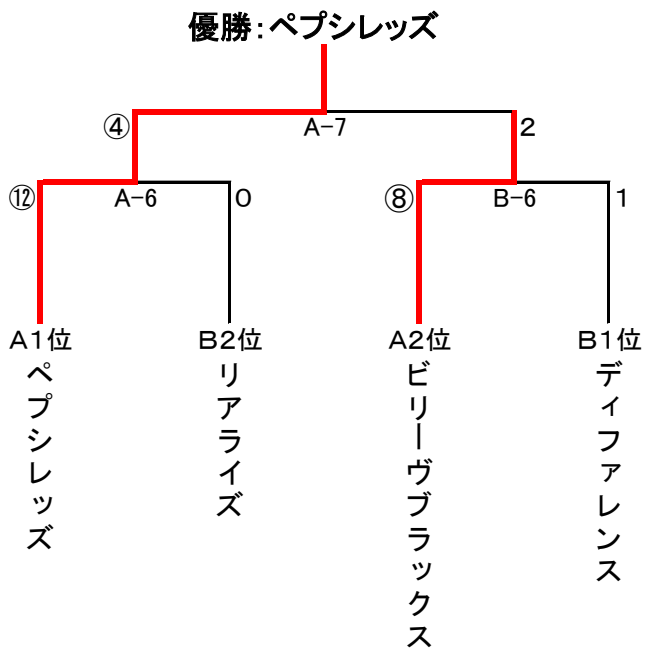 優勝：ペプシレッズ
④
A-7
2
⑫
A-6
0
⑧
B-6
1
A1位
B2位
A2位
B1位
ペプシレッズ
リアライズ
ビリーヴブラックス
ディファレンス